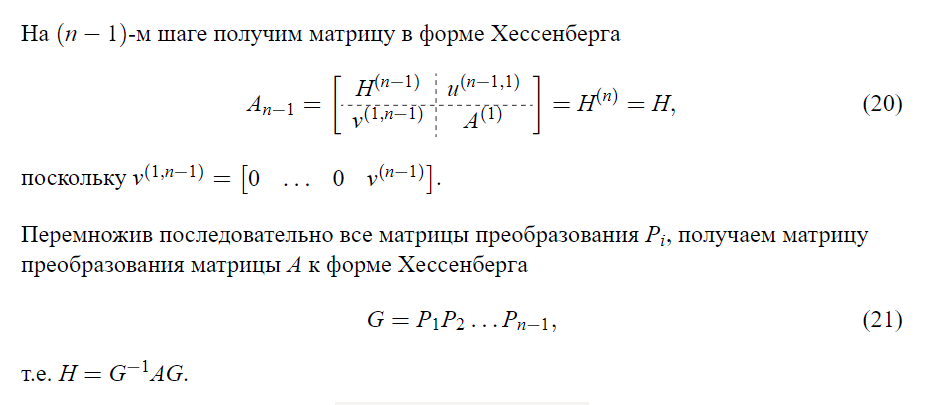 На (n − 1)-м шаге получим матрицу в форме Хессенберга
A_{n−1} = [ H^{(n−1)} u^{(n−1,1)} ; v^{(1,n−1)} A^{(1)} ] = H^{(n)} = H, (20)
поскольку v^{(1,n−1)} = [0 … 0 v^{(n−1)}].
Перемножив последовательно все матрицы преобразования P_i, получаем матрицу
преобразования матрицы A к форме Хессенберга
G = P_1P_2 … P_{n−1}, (21)
т.е. H = G^{−1}AG.